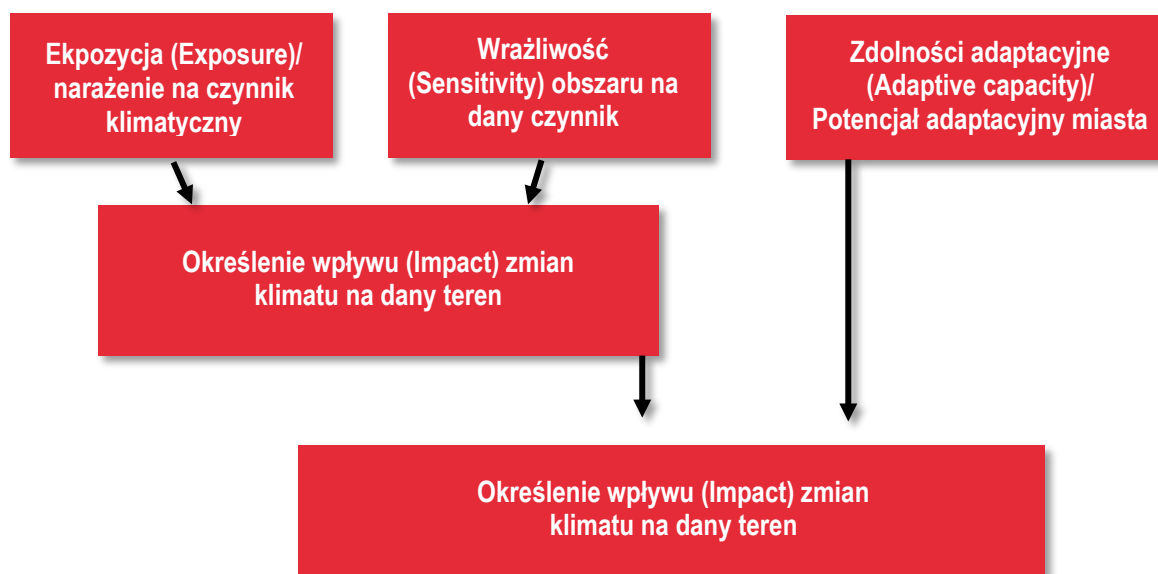 Ekpozycja (Exposure)/
narażenie na czynnik
klimatyczny
Wrażliwość
(Sensitivity) obszaru na
dany czynnik
Zdolności adaptacyjne
(Adaptive capacity)/
Potencjał adaptacyjny miasta
Określenie wpływu (Impact) zmian
klimatu na dany teren
Określenie wpływu (Impact) zmian
klimatu na dany teren